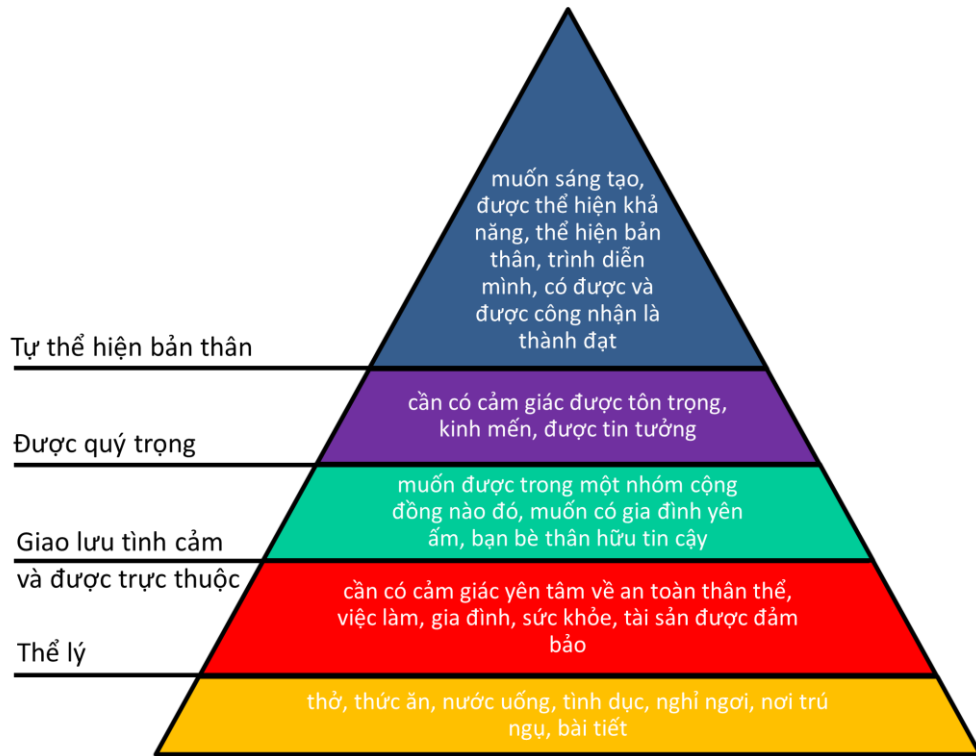 muốn sáng tạo,
được thể hiện khả
năng, thể hiện bản
thân, trình diễn
mình, có được và
được công nhận là
thành đạt
Tự thể hiện bản thân
cần có cảm giác được tôn trọng,
kinh mến, được tin tưởng
Được quý trọng
muốn được trong một nhóm cộng
đồng nào đó, muốn có gia đình yên
ấm, bạn bè thân hữu tin cậy
Giao lưu tình cảm
và được trực thuộc
cần có cảm giác yên tâm về an toàn thân thể,
việc làm, gia đình, sức khỏe, tài sản được đảm
bảo
Thể lý
thở, thức ăn, nước uống, tình dục, nghỉ ngơi, nơi trú
ngụ, bài tiết